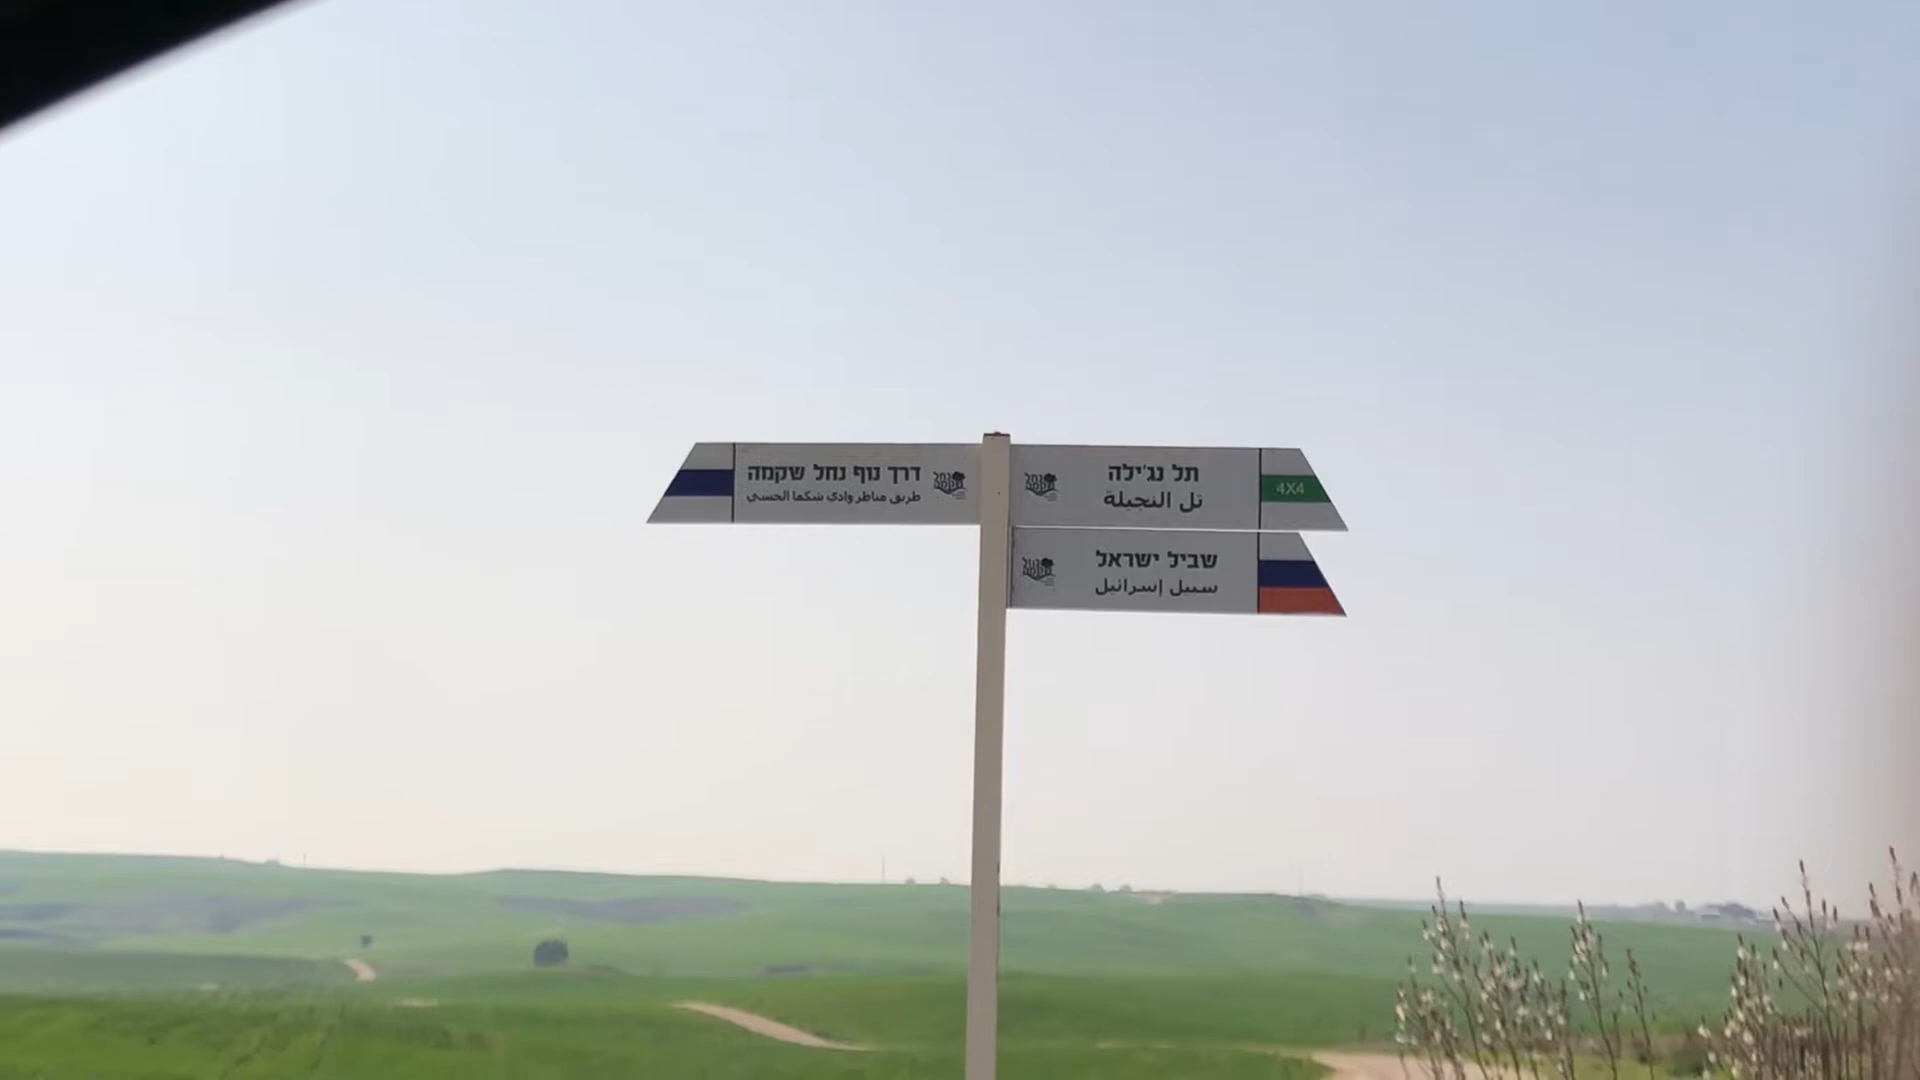 דרך נוף נחל שקמה
طريق مناظر وادي شكما الحسي
תל נג'ילה
تل النجيلة
4X4
שביל ישראל
سبيل إسرائيل